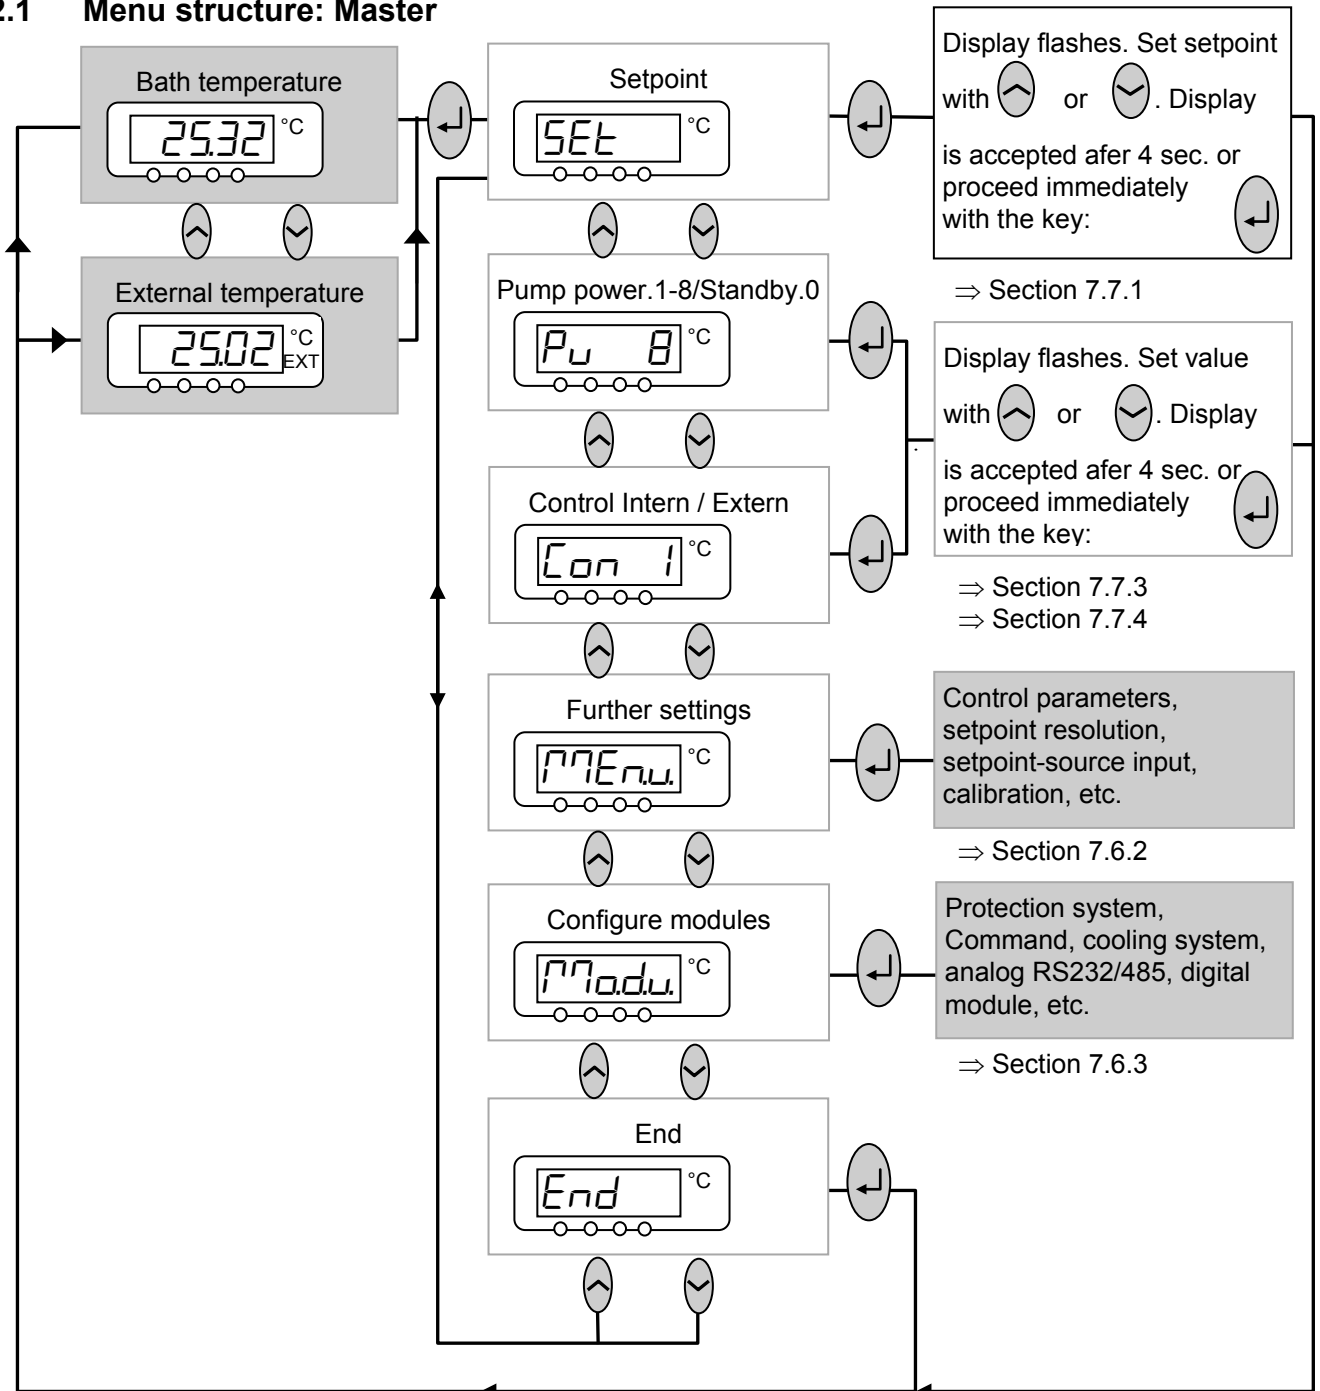 2.1 Menu structure: Master
Bath temperature
25.32 °C
External temperature
25.02 °C
EXT
Setpoint
SEt °C
Pump power.1-8/Standby.0
Pu 8 °C
Control Intern / Extern
Con 1 °C
Further settings
MEn.u. °C
Configure modules
Mo.d.u. °C
End
End °C
Display flashes. Set setpoint
with or . Display
is accepted afer 4 sec. or
proceed immediately
with the key:
⇒ Section 7.7.1
Display flashes. Set value
with or . Display
is accepted afer 4 sec. or
proceed immediately
with the key:
⇒ Section 7.7.3
⇒ Section 7.7.4
Control parameters,
setpoint resolution,
setpoint-source input,
calibration, etc.
⇒ Section 7.6.2
Protection system,
Command, cooling system,
analog RS232/485, digital
module, etc.
⇒ Section 7.6.3